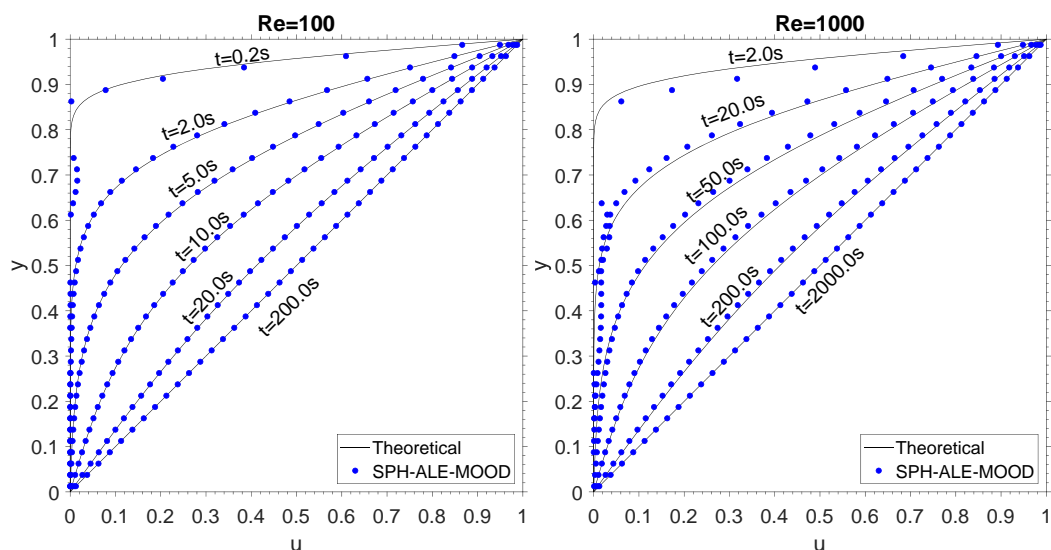 Re=100
1
0.9
0.8
0.7
0.6
0.5
0.4
0.3
0.2
0.1
0
y
t=0.2s
t=2.0s
t=5.0s
t=10.0s
t=20.0s
t=200.0s
Theoretical
SPH-ALE-MOOD
0 0.1 0.2 0.3 0.4 0.5 0.6 0.7 0.8 0.9 1
u
Re=1000
1
0.9
0.8
0.7
0.6
0.5
0.4
0.3
0.2
0.1
0
y
t=2.0s
t=20.0s
t=50.0s
t=100.0s
t=200.0s
t=2000.0s
Theoretical
SPH-ALE-MOOD
0 0.1 0.2 0.3 0.4 0.5 0.6 0.7 0.8 0.9 1
u